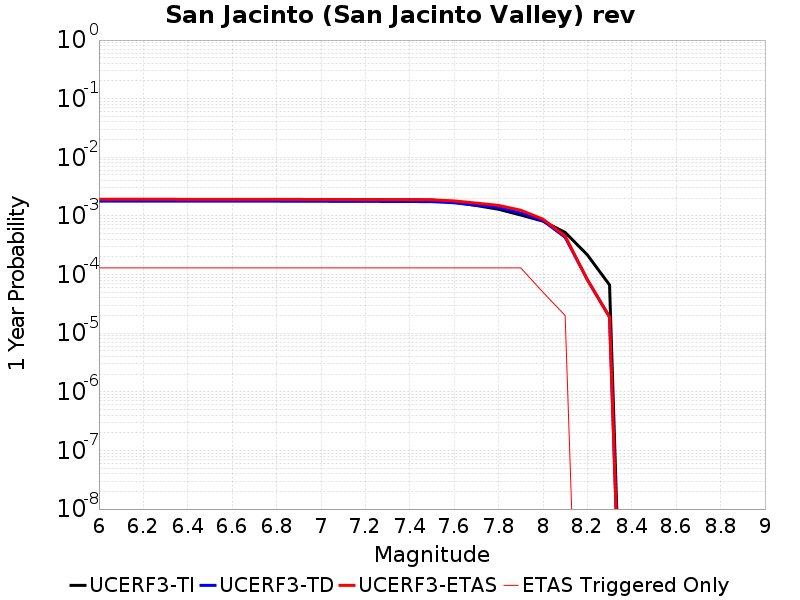 San Jacinto (San Jacinto Valley) rev
1 Year Probability
10^0
10^-1
10^-2
10^-3
10^-4
10^-5
10^-6
10^-7
10^-8
6 6.2 6.4 6.6 6.8 7 7.2 7.4 7.6 7.8 8 8.2 8.4 8.6 8.8 9
Magnitude
UCERF3-TI UCERF3-TD UCERF3-ETAS ETAS Triggered Only